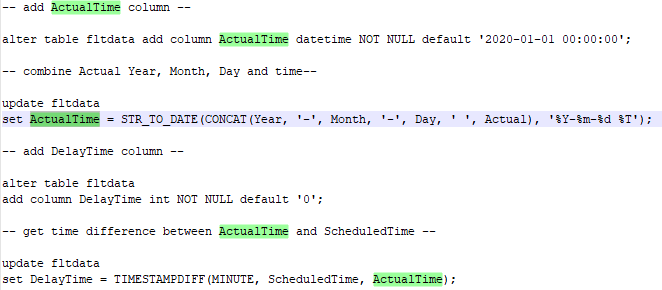 -- add ActualTime column --
alter table fltdata add column ActualTime datetime NOT NULL default '2020-01-01 00:00:00';
-- combine Actual Year, Month, Day and time--
update fltdata
set ActualTime = STR_TO_DATE(CONCAT(Year, '-', Month, '-', Day, ' ', Actual), '%Y-%m-%d %T');
-- add DelayTime column --
alter table fltdata
add column DelayTime int NOT NULL default '0';
-- get time difference between ActualTime and ScheduledTime --
update fltdata
set DelayTime = TIMESTAMPDIFF(MINUTE, ScheduledTime, ActualTime);